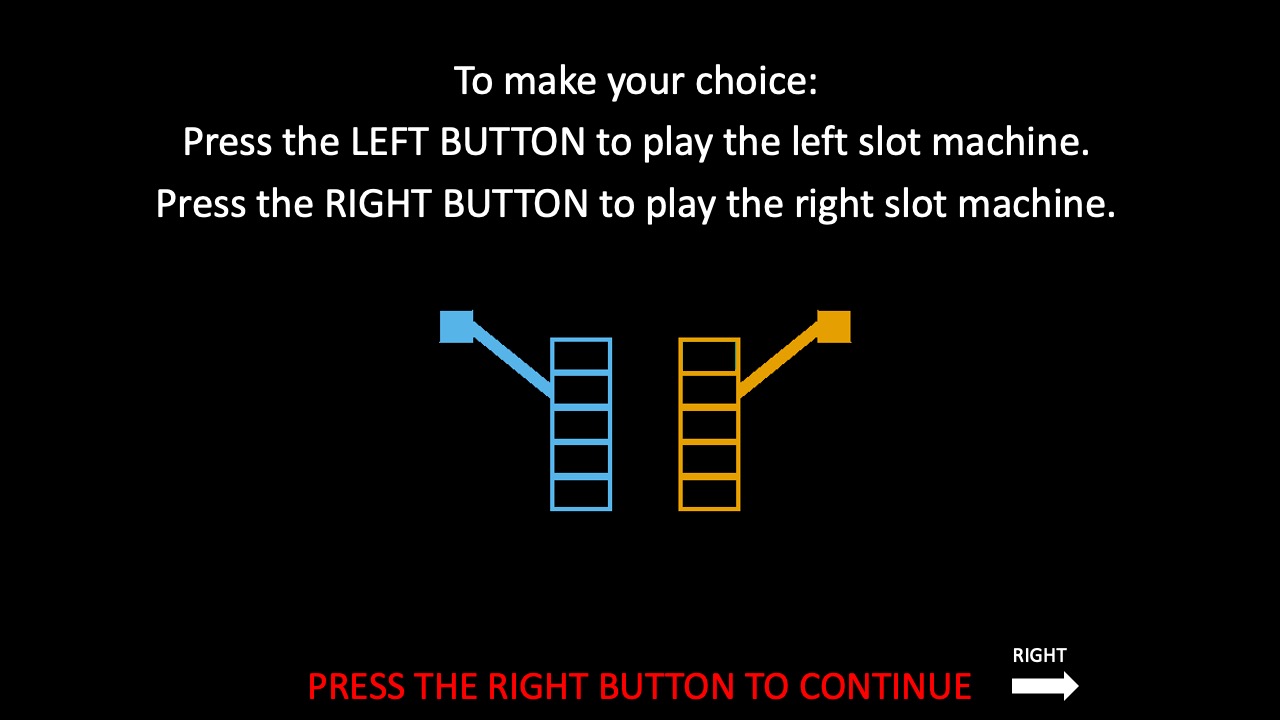 To make your choice:
Press the LEFT BUTTON to play the left slot machine.
Press the RIGHT BUTTON to play the right slot machine.
RIGHT
PRESS THE RIGHT BUTTON TO CONTINUE